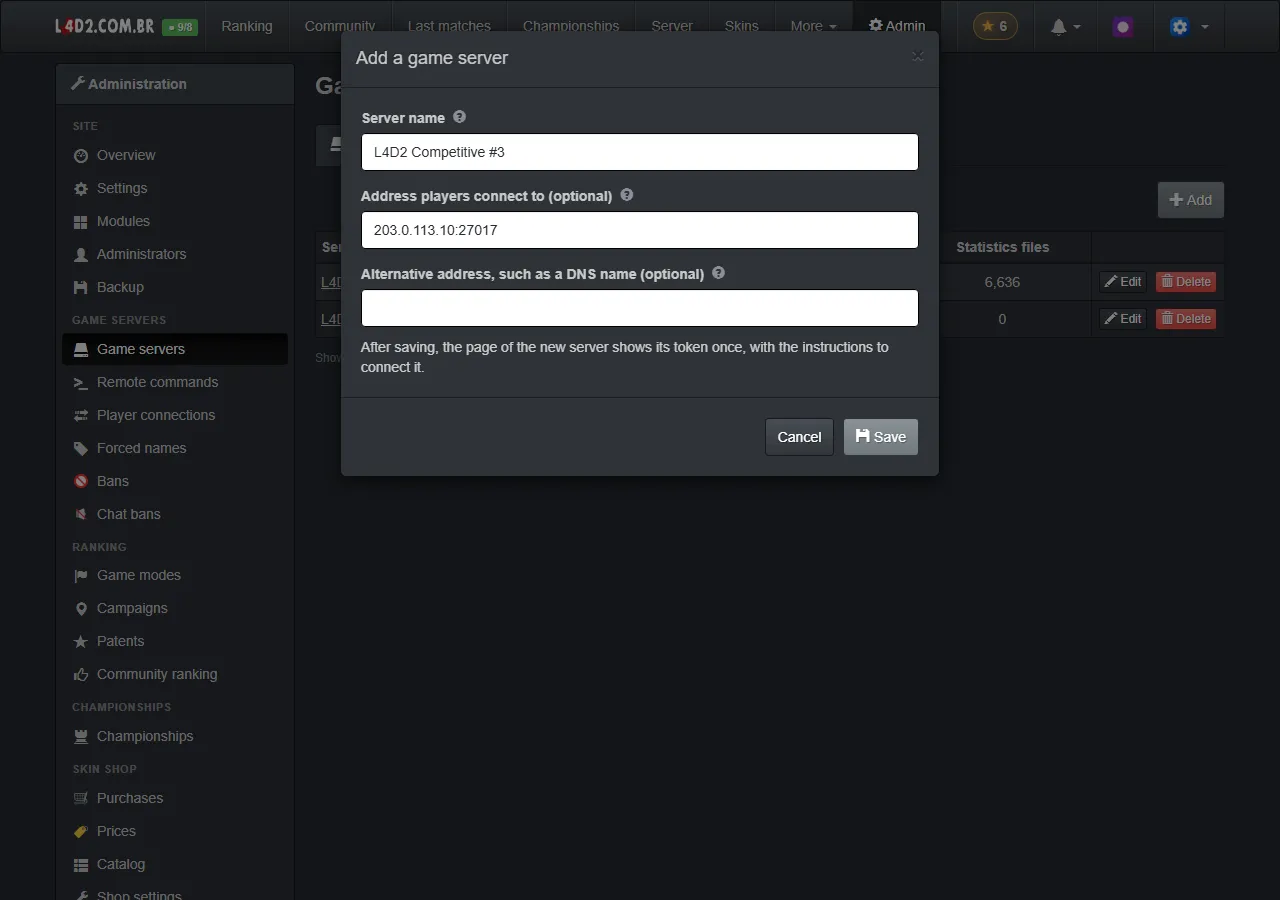 L4D2.COM.BR 9/8 Ranking Community Last matches Championships Server Skins More Admin 6
Administration
SITE
Overview
Settings
Modules
Administrators
Backup
GAME SERVERS
Game servers
Remote commands
Player connections
Forced names
Bans
Chat bans
RANKING
Game modes
Campaigns
Patents
Community ranking
CHAMPIONSHIPS
Championships
SKIN SHOP
Purchases
Prices
Catalog
Shop settings
Add a game server ×
Server name ?
L4D2 Competitive #3
Address players connect to (optional) ?
203.0.113.10:27017
Alternative address, such as a DNS name (optional) ?
After saving, the page of the new server shows its token once, with the instructions to
connect it.
Cancel Save
Add
Statistics files
6,636 Edit Delete
0 Edit Delete